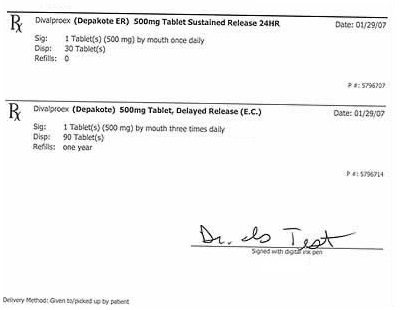 Rx Divalproex (Depakote ER) 500mg Tablet Sustained Release 24HR Date: 01/29/07
Sig: 1 Tablet(s) (500 mg) by mouth once daily
Disp: 30 Tablet(s)
Refills: 0
P #: 5796707
Rx Divalproex (Depakote) 500mg Tablet, Delayed Release (E.C.) Date: 01/29/07
Sig: 1 Tablet(s) (500 mg) by mouth three times daily
Disp: 90 Tablet(s)
Refills: one year
P #: 5796714
Dr. Test
Signed with digital ink pen
Delivery Method: Given to/picked up by patient